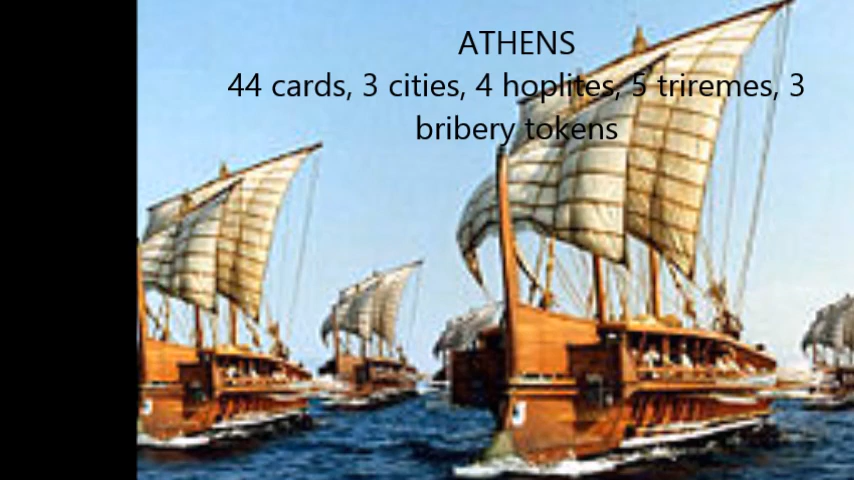 ATHENS
44 cards, 3 cities, 4 hoplites, 5 triremes, 3
bribery tokens